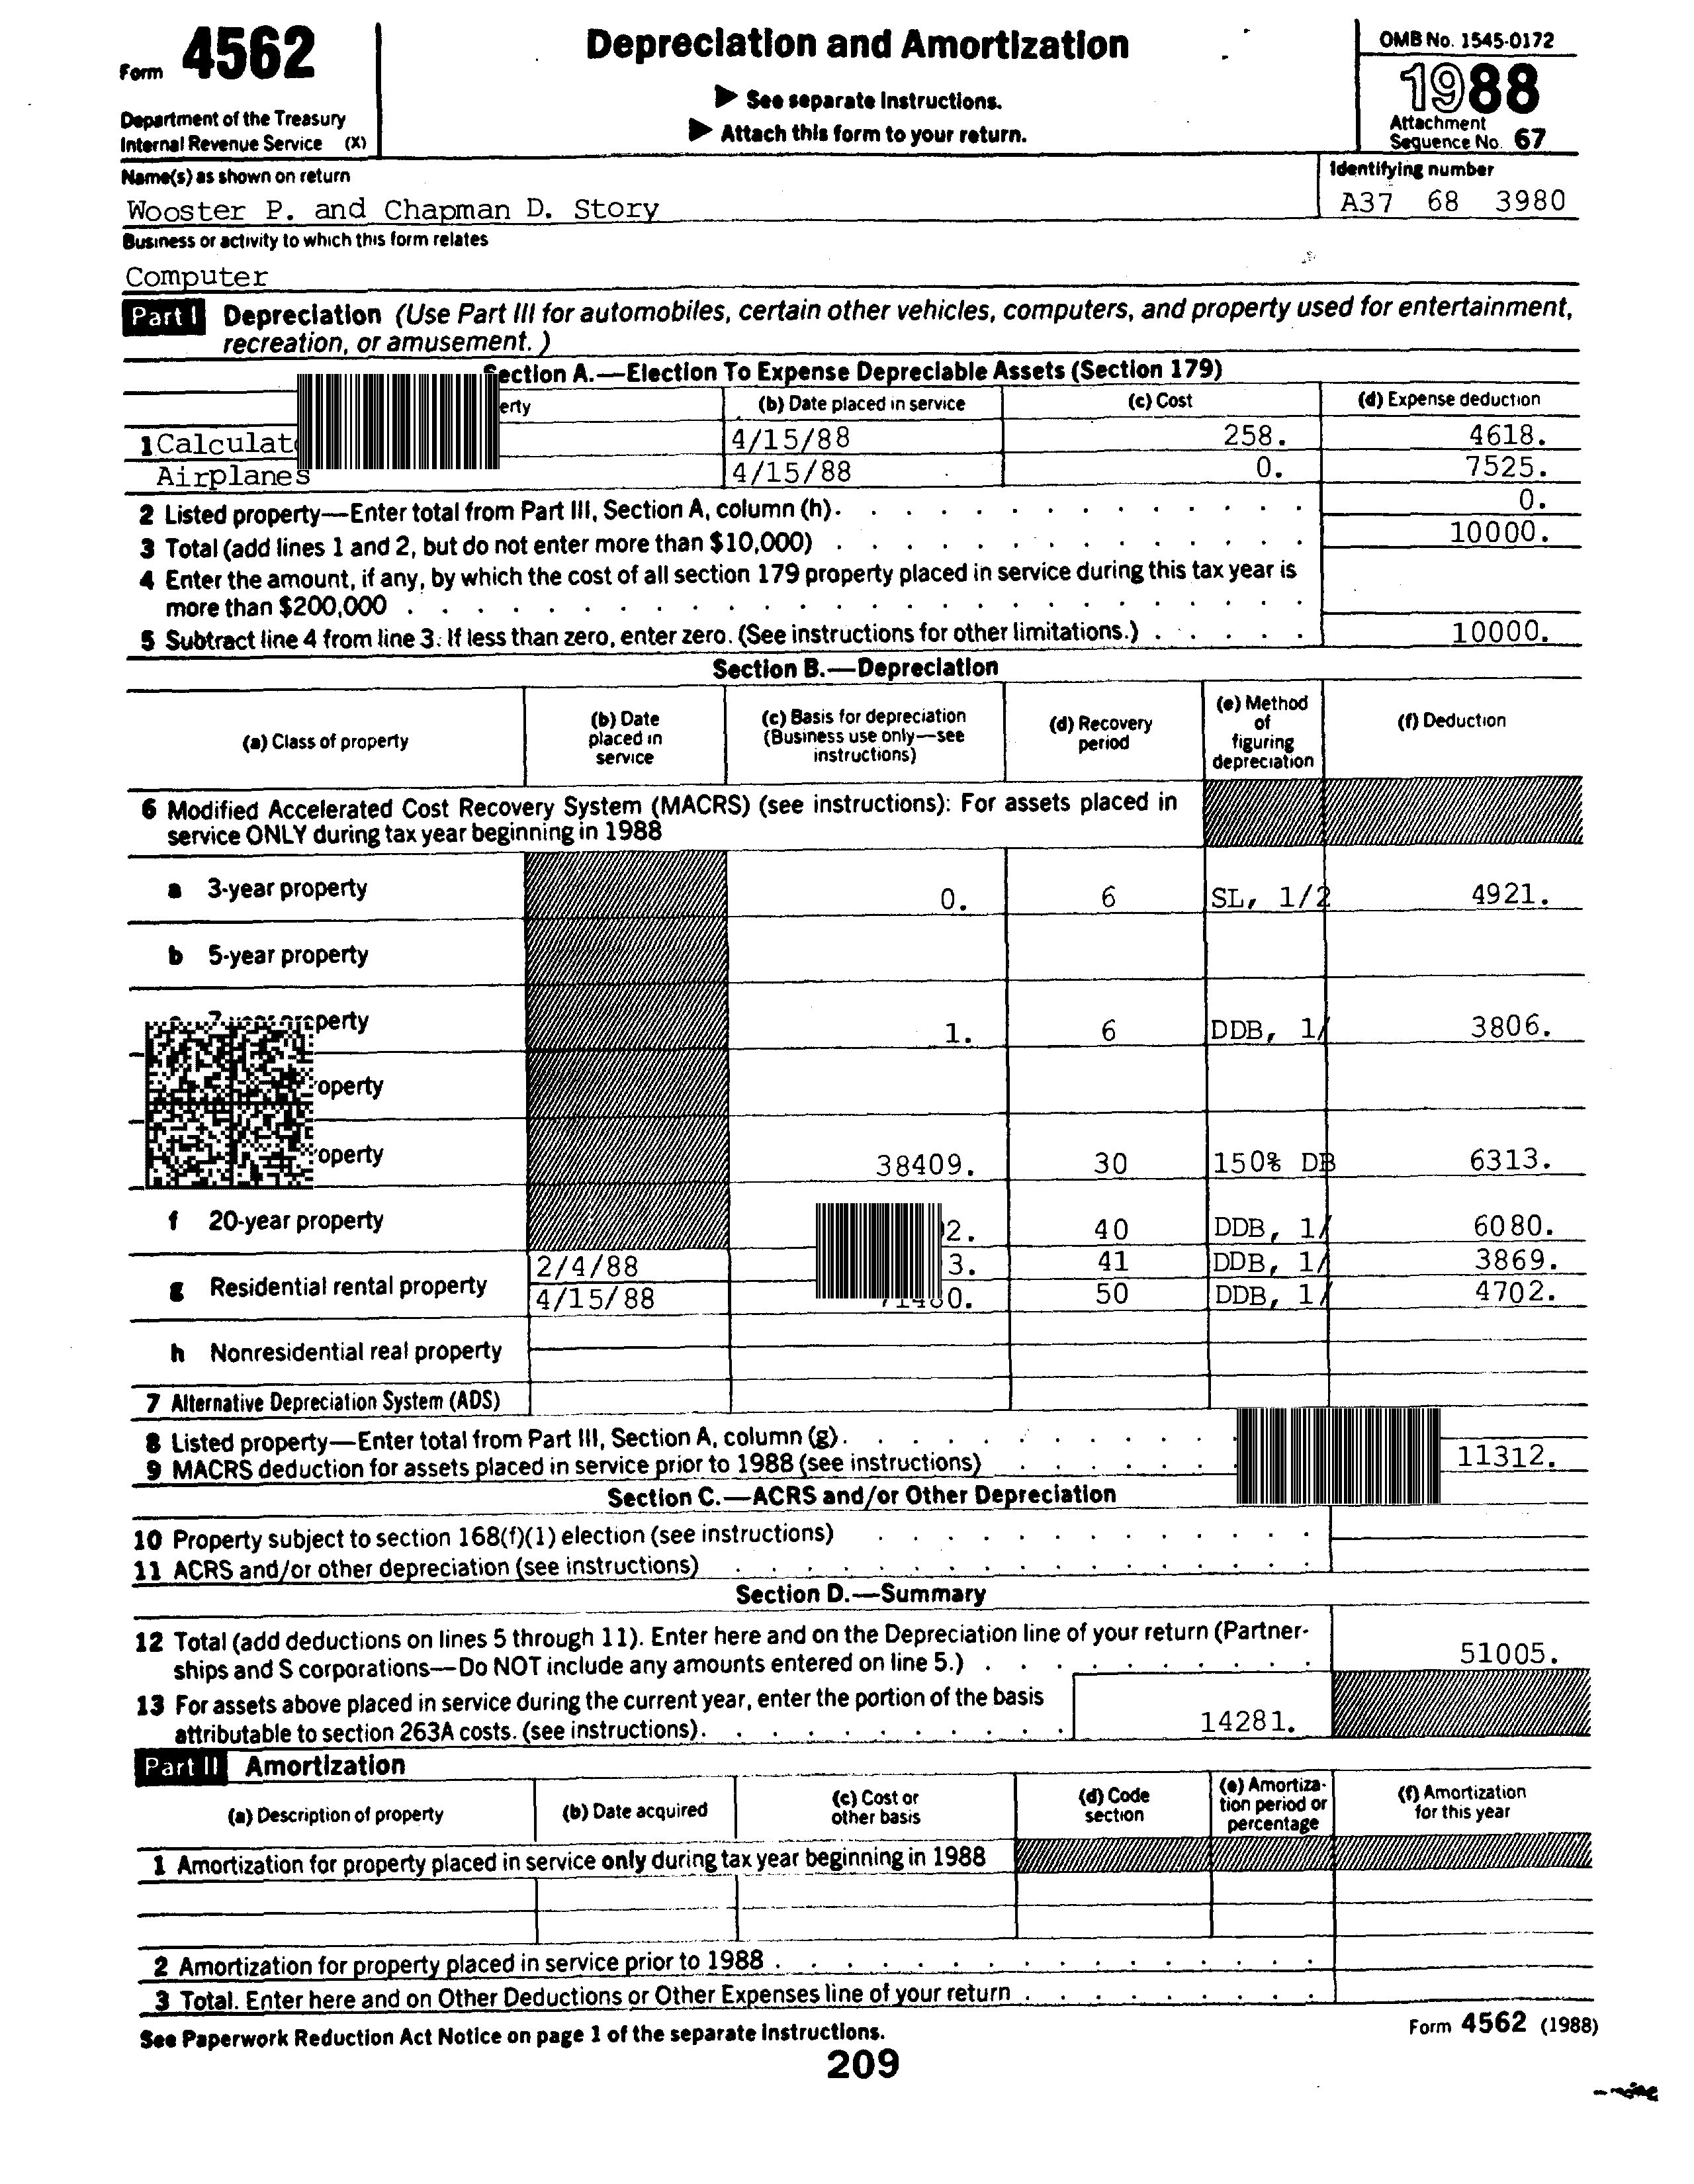 Form 4562
Department of the Treasury
Internal Revenue Service (X)
Depreciation and Amortization
▶ See separate Instructions.
▶ Attach this form to your return.
OMB No. 1545-0172
1988
Attachment
Sequence No. 67
Name(s) as shown on return
Wooster P. and Chapman D. Story
Identifying number
A37 68 3980
Business or activity to which this form relates
Computer
Part I Depreciation (Use Part III for automobiles, certain other vehicles, computers, and property used for entertainment,
recreation, or amusement.)
Section A.—Election To Expense Depreciable Assets (Section 179)
(b) Date placed in service (c) Cost (d) Expense deduction
1 4/15/88 258. 4618.
Airplanes 4/15/88 0. 7525.
2 Listed property—Enter total from Part III, Section A, column (h). 0.
3 Total (add lines 1 and 2, but do not enter more than $10,000) 10000.
4 Enter the amount, if any, by which the cost of all section 179 property placed in service during this tax year is
more than $200,000
5 Subtract line 4 from line 3. If less than zero, enter zero. (See instructions for other limitations.) 10000.
Section B.—Depreciation
(a) Class of property
(b) Date
placed in
service
(c) Basis for depreciation
(Business use only—see
instructions)
(d) Recovery
period
(e) Method
of
figuring
depreciation
(f) Deduction
6 Modified Accelerated Cost Recovery System (MACRS) (see instructions): For assets placed in
service ONLY during tax year beginning in 1988
a 3-year property 0. 6 SL, 1/2 4921.
b 5-year property
1. 6 DDB, 1/ 3806.
38409. 30 150% DB 6313.
f 20-year property 40 DDB, 1/ 6080.
2/4/88 41 DDB, 1/ 3869.
g Residential rental property
4/15/88 50 DDB, 1/ 4702.
h Nonresidential real property
7 Alternative Depreciation System (ADS)
8 Listed property—Enter total from Part III, Section A, column (g).
9 MACRS deduction for assets placed in service prior to 1988 (see instructions) 11312.
Section C.—ACRS and/or Other Depreciation
10 Property subject to section 168(f)(1) election (see instructions)
11 ACRS and/or other depreciation (see instructions)
Section D.—Summary
12 Total (add deductions on lines 5 through 11). Enter here and on the Depreciation line of your return (Partner-
ships and S corporations—Do NOT include any amounts entered on line 5.) 51005.
13 For assets above placed in service during the current year, enter the portion of the basis
attributable to section 263A costs. (see instructions). 14281.
Part II Amortization
(a) Description of property
(b) Date acquired
(c) Cost or
other basis
(d) Code
section
(e) Amortiza-
tion period or
percentage
(f) Amortization
for this year
1 Amortization for property placed in service only during tax year beginning in 1988
2 Amortization for property placed in service prior to 1988
3 Total. Enter here and on Other Deductions or Other Expenses line of your return
See Paperwork Reduction Act Notice on page 1 of the separate Instructions.
Form 4562 (1988)
209